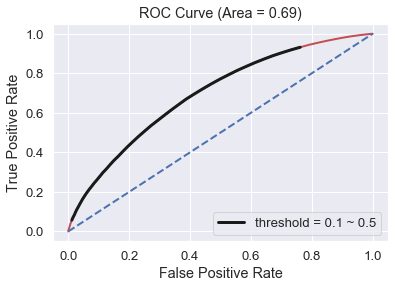 ROC Curve (Area = 0.69)
1.0
0.8
0.6
0.4
0.2
0.0
True Positive Rate
threshold = 0.1 ~ 0.5
0.0 0.2 0.4 0.6 0.8 1.0
False Positive Rate